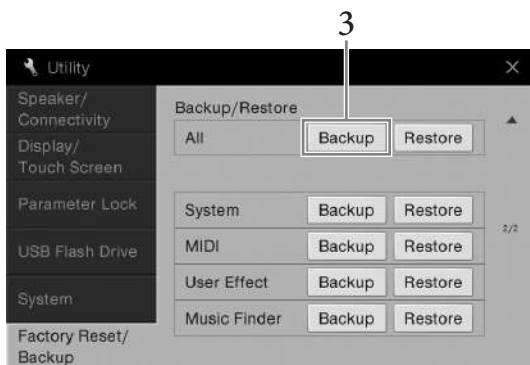 3
Utility
Speaker/
Connectivity
Display/
Touch Screen
Parameter Lock
USB Flash Drive
System
Factory Reset/
Backup
Backup/Restore
All Backup Restore
System Backup Restore
MIDI Backup Restore
User Effect Backup Restore
Music Finder Backup Restore
2/2